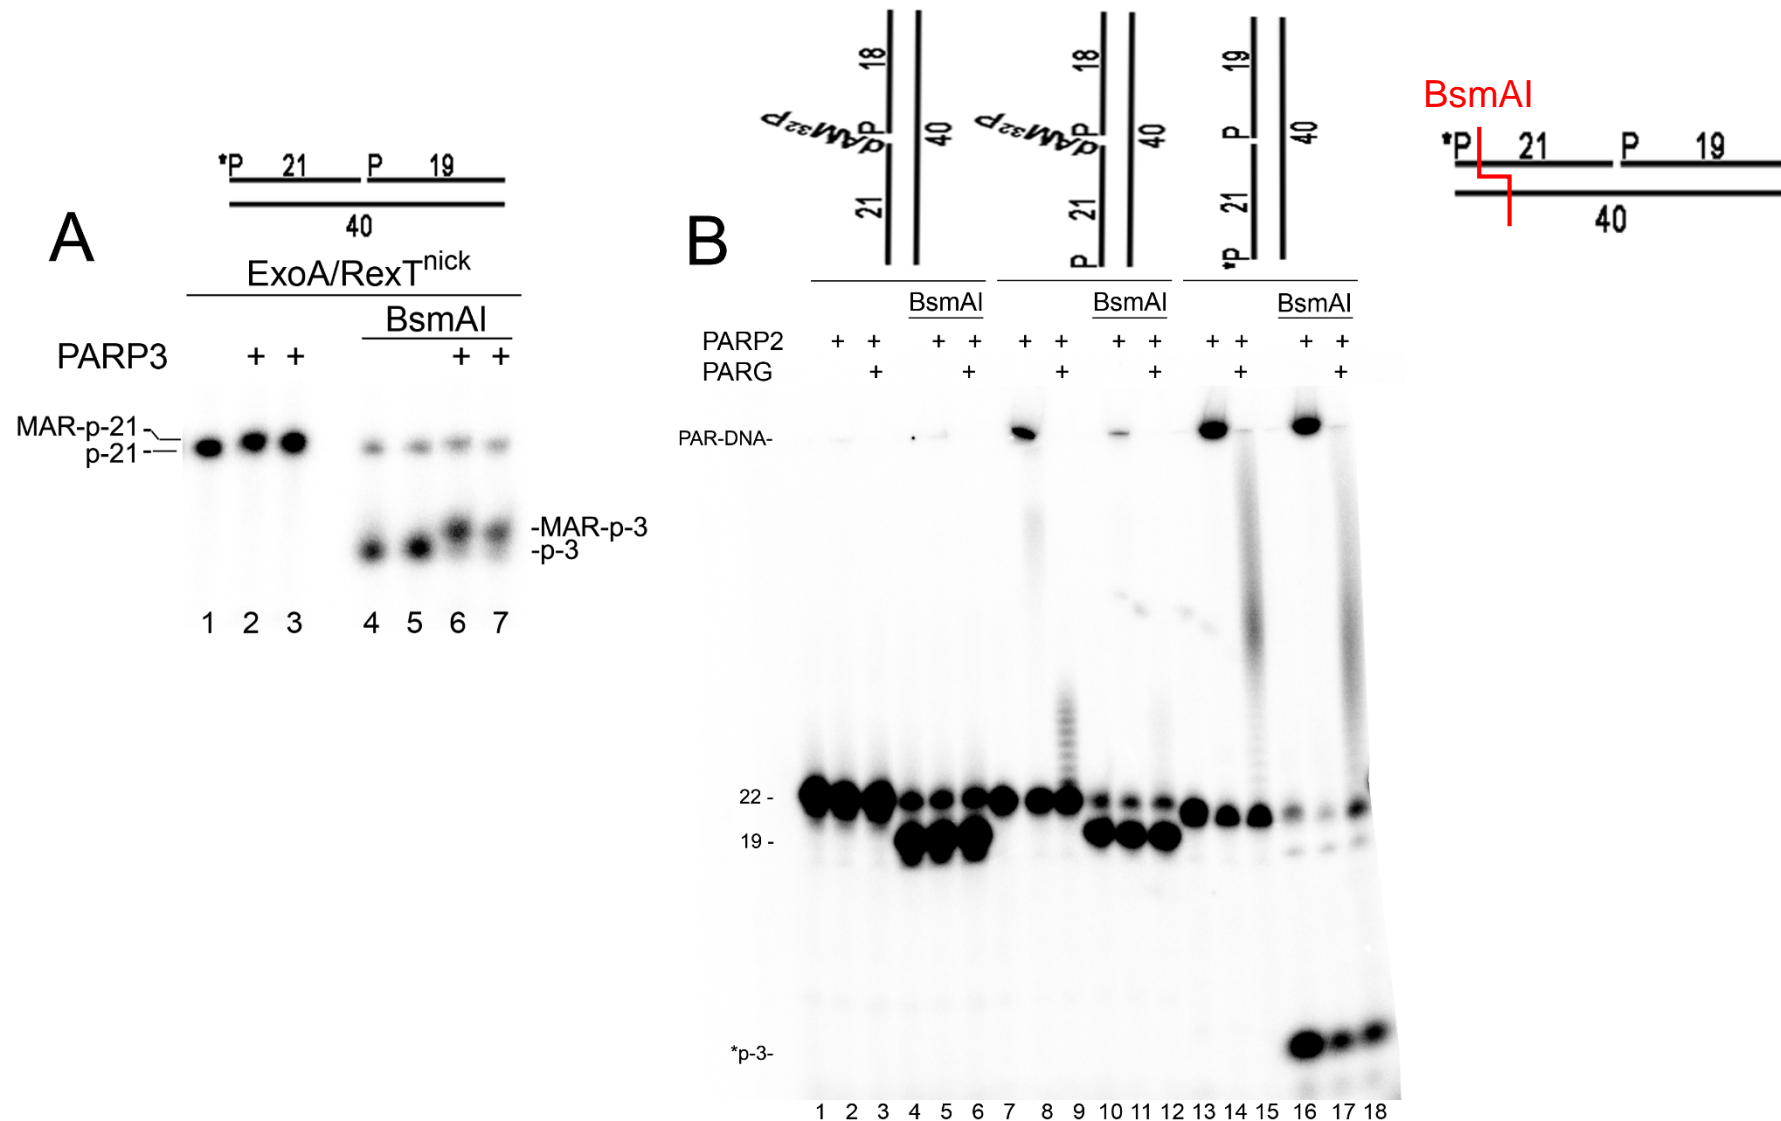 A
*P 21 P 19
40
ExoA/RexTnick
BsmAI
PARP3 + + + +
MAR-p-21 -
p-21 -
-MAR-p-3
-p-3
1 2 3 4 5 6 7
B
18 P dAM32P 21 40
18 P dAM32P 21 P 40
19 P 21 *P 40
BsmAI BsmAI BsmAI
PARP2 + + + + + + + + + + + +
PARG + + + + + +
PAR-DNA-
22 -
19 -
*p-3-
1 2 3 4 5 6 7 8 9 10 11 12 13 14 15 16 17 18
BsmAI
*P 21 P 19
40